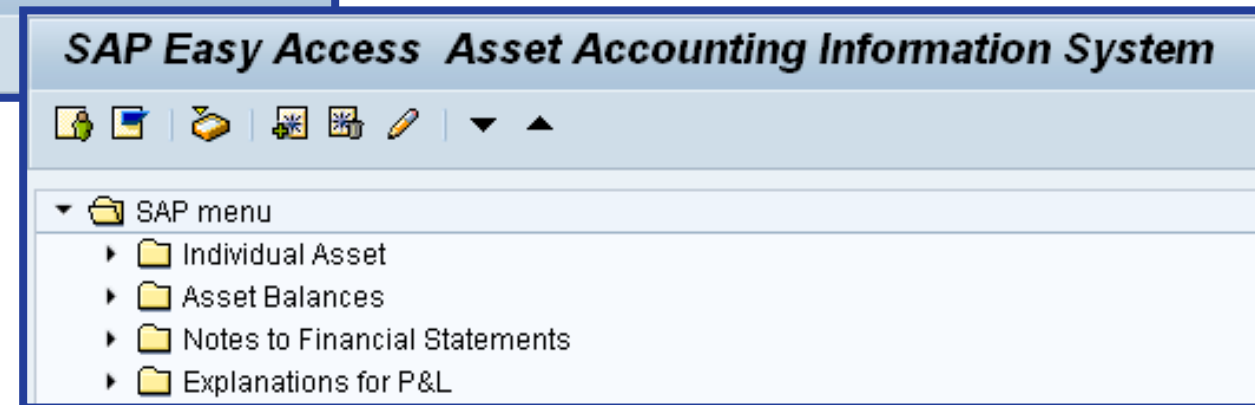 SAP Easy Access Asset Accounting Information System
SAP menu
Individual Asset
Asset Balances
Notes to Financial Statements
Explanations for P&L